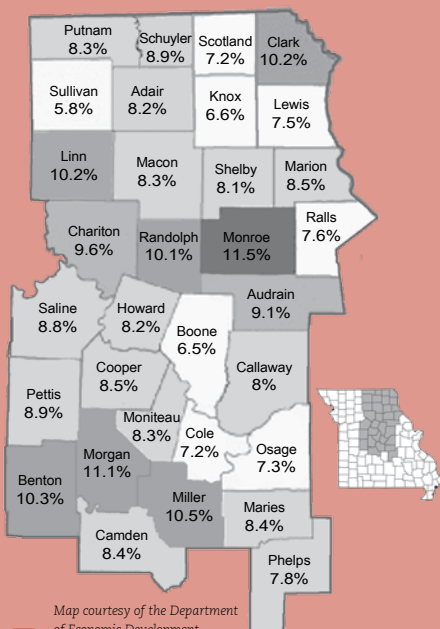 Putnam
8.3%
Schuyler
8.9%
Scotland
7.2%
Clark
10.2%
Sullivan
5.8%
Adair
8.2%
Knox
6.6%
Lewis
7.5%
Linn
10.2%
Macon
8.3%
Shelby
8.1%
Marion
8.5%
Chariton
9.6%
Randolph
10.1%
Monroe
11.5%
Ralls
7.6%
Saline
8.8%
Howard
8.2%
Boone
6.5%
Audrain
9.1%
Pettis
8.9%
Cooper
8.5%
Callaway
8%
Moniteau
8.3%
Cole
7.2%
Osage
7.3%
Benton
10.3%
Morgan
11.1%
Miller
10.5%
Maries
8.4%
Camden
8.4%
Phelps
7.8%
Map courtesy of the Department
of Economic Development